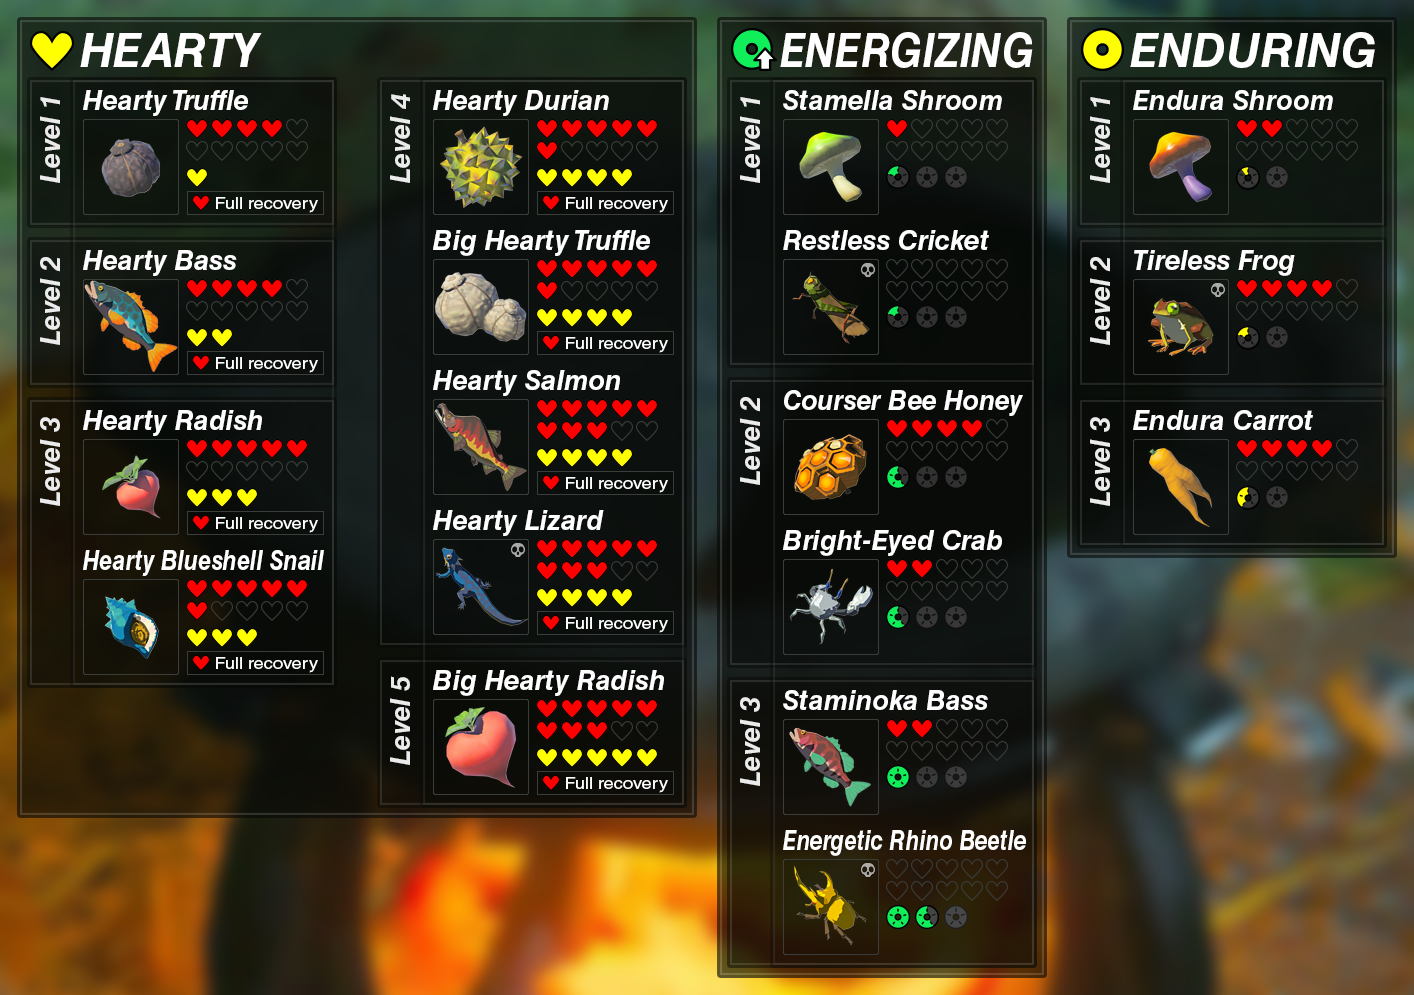 HEARTY
Level 1
Hearty Truffle
Full recovery
Level 2
Hearty Bass
Full recovery
Level 3
Hearty Radish
Full recovery
Hearty Blueshell Snail
Full recovery
Level 4
Hearty Durian
Full recovery
Big Hearty Truffle
Full recovery
Hearty Salmon
Full recovery
Hearty Lizard
Full recovery
Level 5
Big Hearty Radish
Full recovery
ENERGIZING
Level 1
Stamella Shroom
Restless Cricket
Level 2
Courser Bee Honey
Bright-Eyed Crab
Level 3
Staminoka Bass
Energetic Rhino Beetle
ENDURING
Level 1
Endura Shroom
Level 2
Tireless Frog
Level 3
Endura Carrot